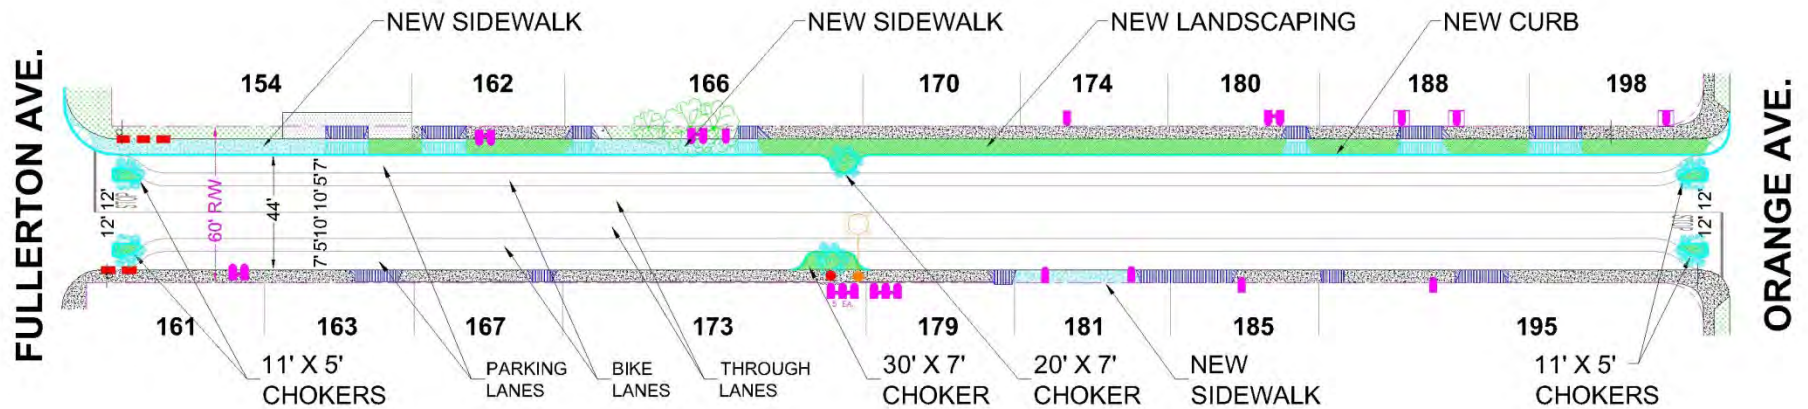 NEW SIDEWALK
NEW SIDEWALK
NEW LANDSCAPING
NEW CURB
FULLERTON AVE.
154
162
166
170
174
180
188
198
ORANGE AVE.
12' 12'
STOP
60' R/W
44'
7' 5' 10' 10' 5' 7'
12' 12'
STOP
5 EA.
161
163
167
173
179
181
185
195
11' X 5'
CHOKERS
PARKING
LANES
BIKE
LANES
THROUGH
LANES
30' X 7'
CHOKER
20' X 7'
CHOKER
NEW
SIDEWALK
11' X 5'
CHOKERS